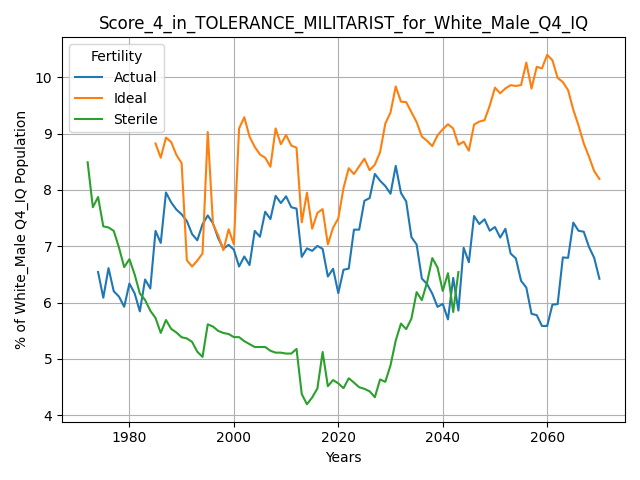 Score_4_in_TOLERANCE_MILITARIST_for_White_Male_Q4_IQ
Fertility
Actual
Ideal
Sterile
% of White_Male Q4_IQ Population
10
9
8
7
6
5
4
1980
2000
2020
2040
2060
Years